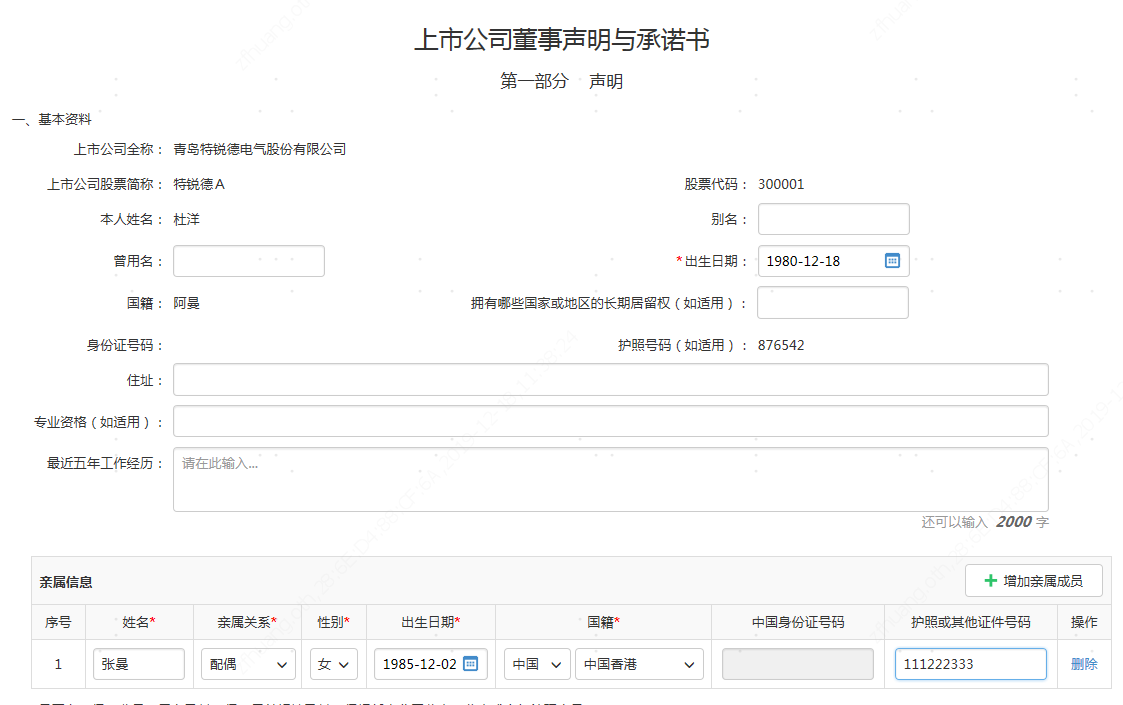 上市公司董事声明与承诺书
第一部分 声明
一、基本资料
上市公司全称： 青岛特锐德电气股份有限公司
上市公司股票简称： 特锐德A 股票代码： 300001
本人姓名： 杜洋 别名：
曾用名： *出生日期： 1980-12-18
国籍： 阿曼 拥有哪些国家或地区的长期居留权（如适用）：
身份证号码： 护照号码（如适用）： 876542
住址：
专业资格（如适用）：
最近五年工作经历： 请在此输入...
还可以输入 2000 字
亲属信息 增加亲属成员
序号 姓名* 亲属关系* 性别* 出生日期* 国籍* 中国身份证号码 护照或其他证件号码 操作
1 张曼 配偶 女 1985-12-02 中国 中国香港 111222333 删除